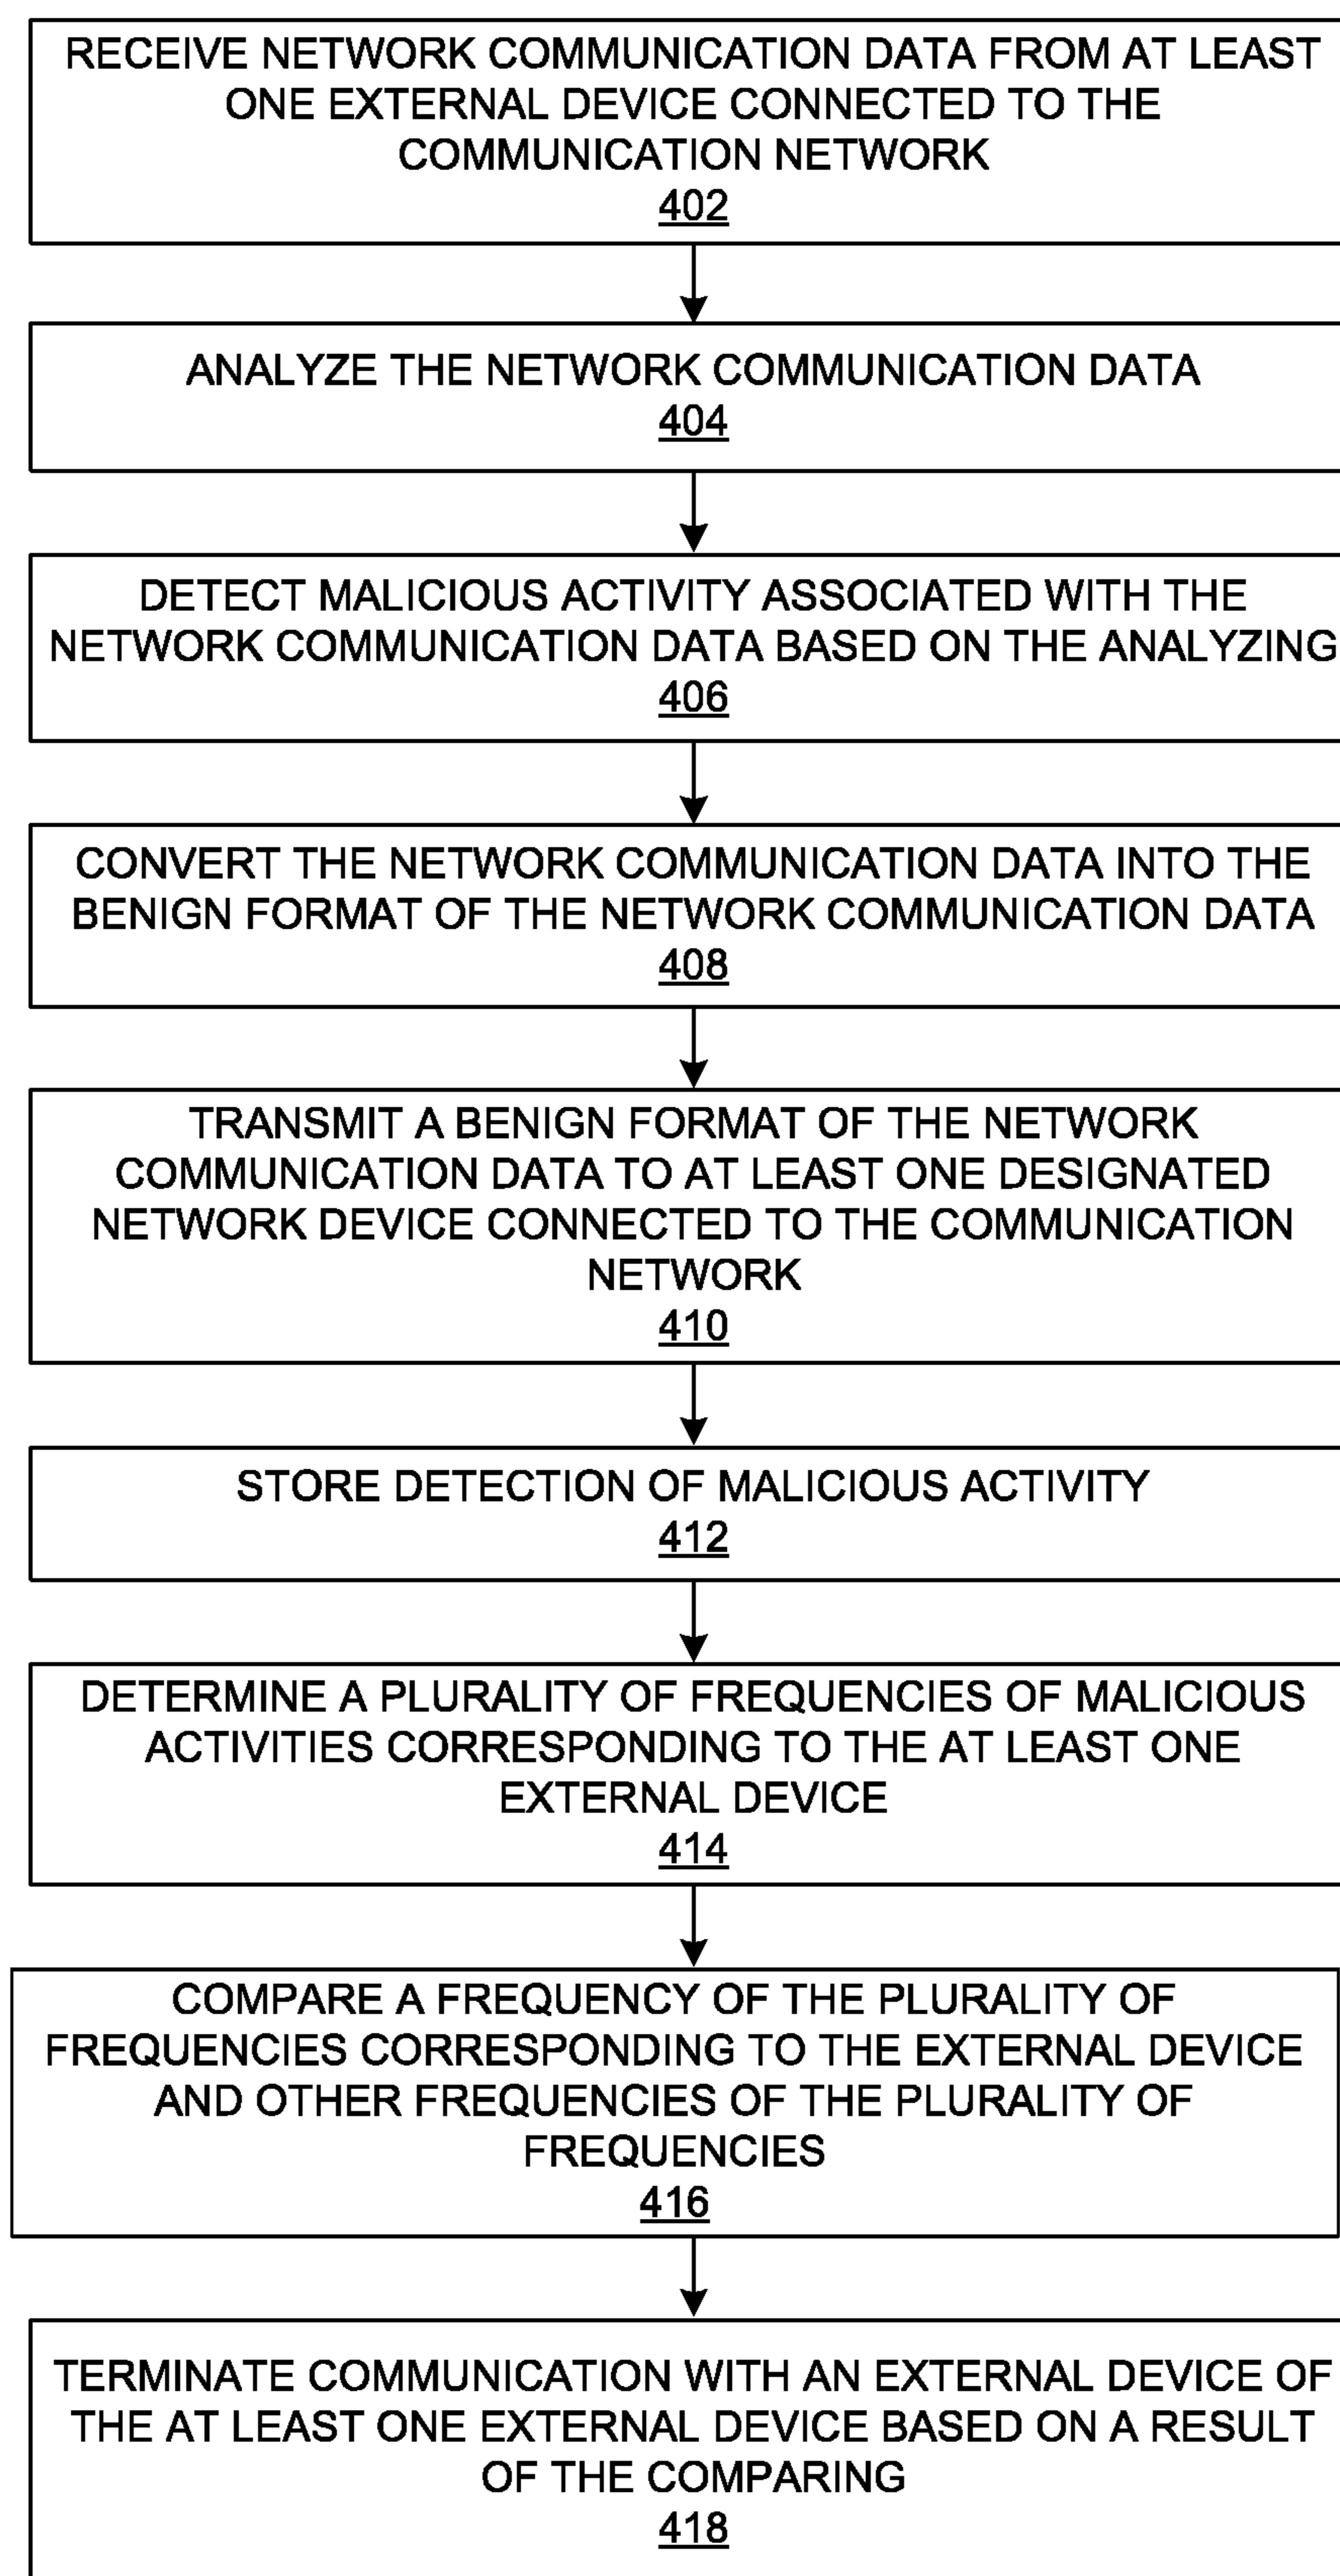 RECEIVE NETWORK COMMUNICATION DATA FROM AT LEAST
ONE EXTERNAL DEVICE CONNECTED TO THE
COMMUNICATION NETWORK
402
ANALYZE THE NETWORK COMMUNICATION DATA
404
DETECT MALICIOUS ACTIVITY ASSOCIATED WITH THE
NETWORK COMMUNICATION DATA BASED ON THE ANALYZING
406
CONVERT THE NETWORK COMMUNICATION DATA INTO THE
BENIGN FORMAT OF THE NETWORK COMMUNICATION DATA
408
TRANSMIT A BENIGN FORMAT OF THE NETWORK
COMMUNICATION DATA TO AT LEAST ONE DESIGNATED
NETWORK DEVICE CONNECTED TO THE COMMUNICATION
NETWORK
410
STORE DETECTION OF MALICIOUS ACTIVITY
412
DETERMINE A PLURALITY OF FREQUENCIES OF MALICIOUS
ACTIVITIES CORRESPONDING TO THE AT LEAST ONE
EXTERNAL DEVICE
414
COMPARE A FREQUENCY OF THE PLURALITY OF
FREQUENCIES CORRESPONDING TO THE EXTERNAL DEVICE
AND OTHER FREQUENCIES OF THE PLURALITY OF
FREQUENCIES
416
TERMINATE COMMUNICATION WITH AN EXTERNAL DEVICE OF
THE AT LEAST ONE EXTERNAL DEVICE BASED ON A RESULT
OF THE COMPARING
418